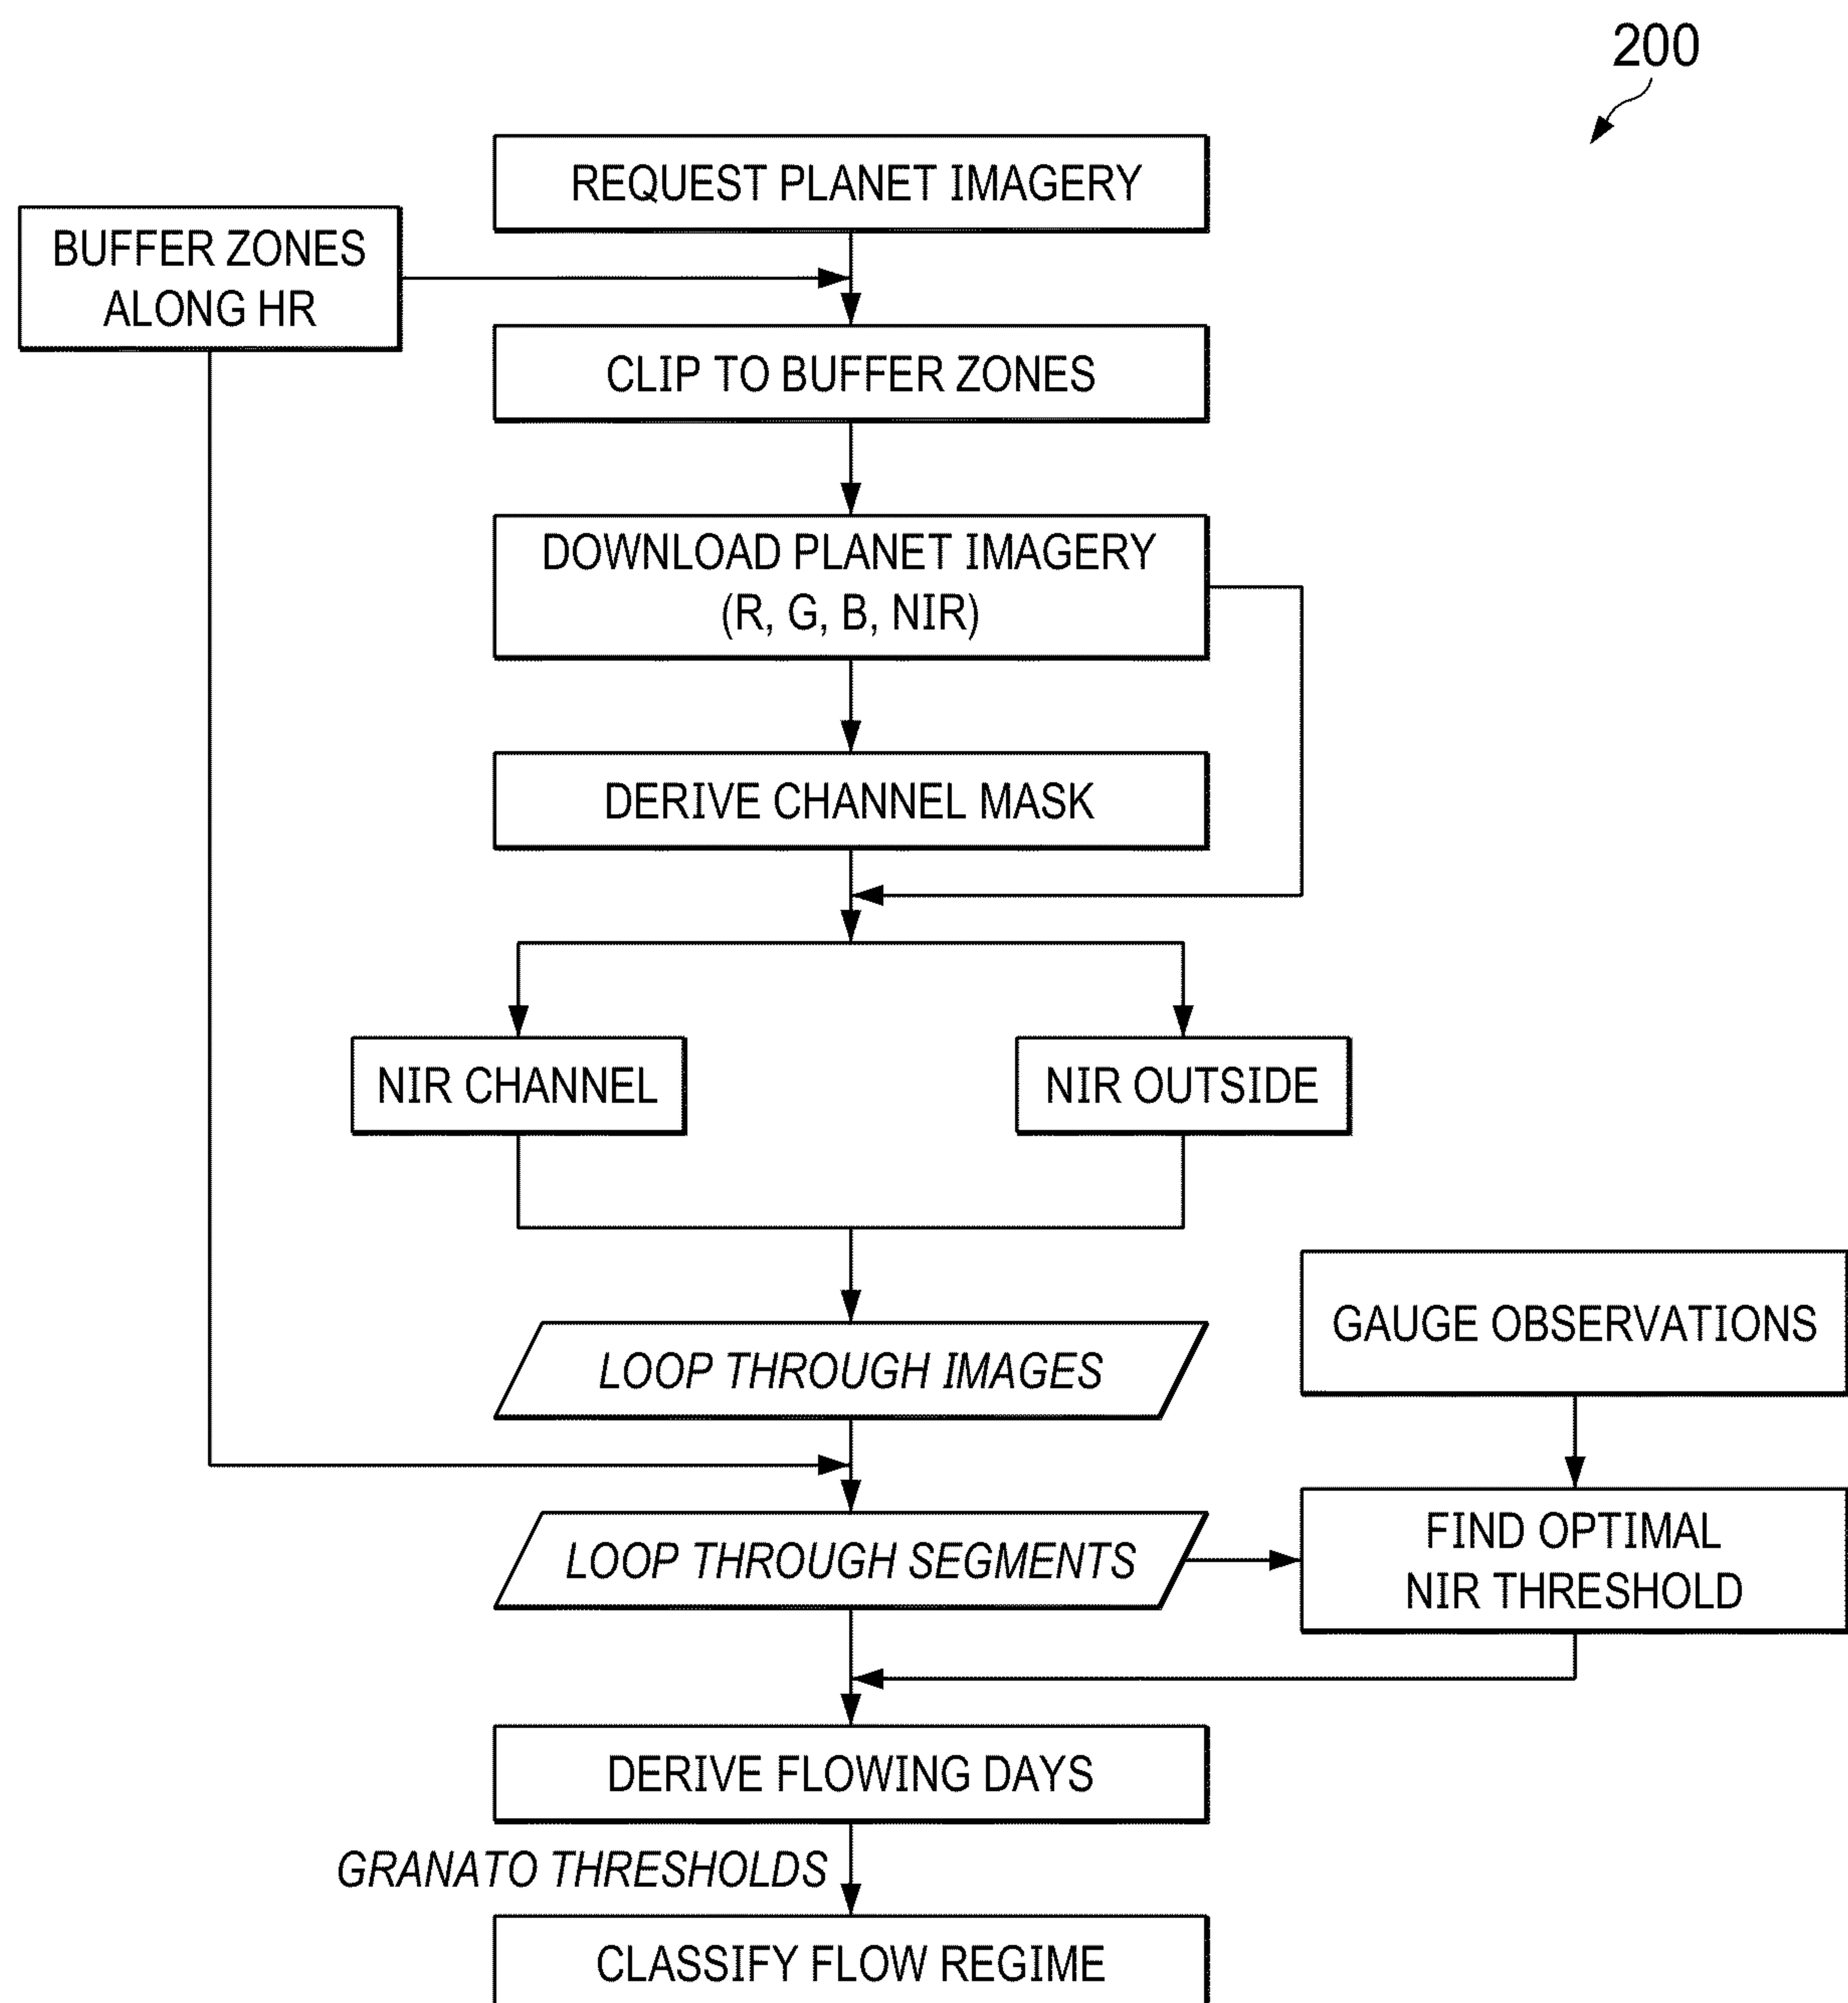 200
REQUEST PLANET IMAGERY
BUFFER ZONES
ALONG HR
CLIP TO BUFFER ZONES
DOWNLOAD PLANET IMAGERY
(R, G, B, NIR)
DERIVE CHANNEL MASK
NIR CHANNEL
NIR OUTSIDE
LOOP THROUGH IMAGES
GAUGE OBSERVATIONS
LOOP THROUGH SEGMENTS
FIND OPTIMAL
NIR THRESHOLD
DERIVE FLOWING DAYS
GRANATO THRESHOLDS
CLASSIFY FLOW REGIME